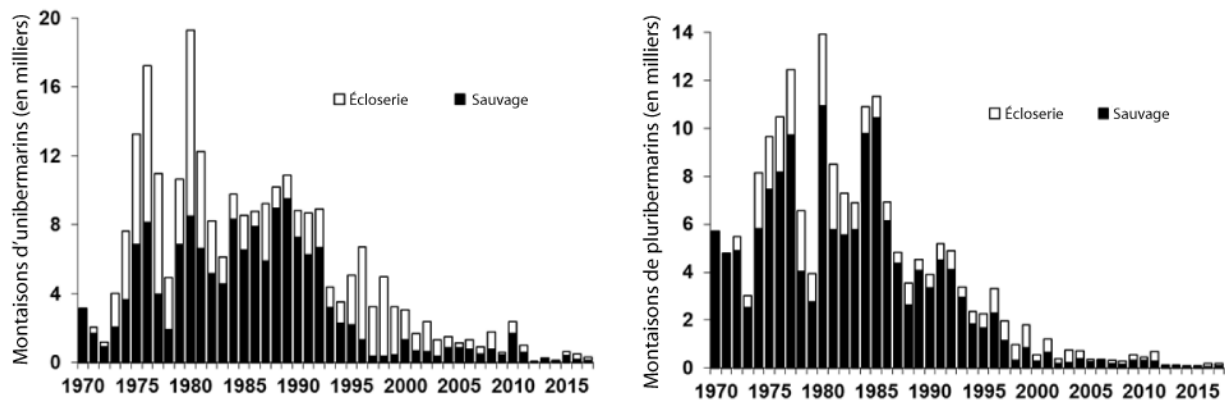 Montaisons d'unibermarins (en milliers)
20
16
12
8
4
0
Écloserie
Sauvage
1970 1975 1980 1985 1990 1995 2000 2005 2010 2015
Montaisons de pluribermarins (en milliers)
14
12
10
8
6
4
2
0
Écloserie
Sauvage
1970 1975 1980 1985 1990 1995 2000 2005 2010 2015